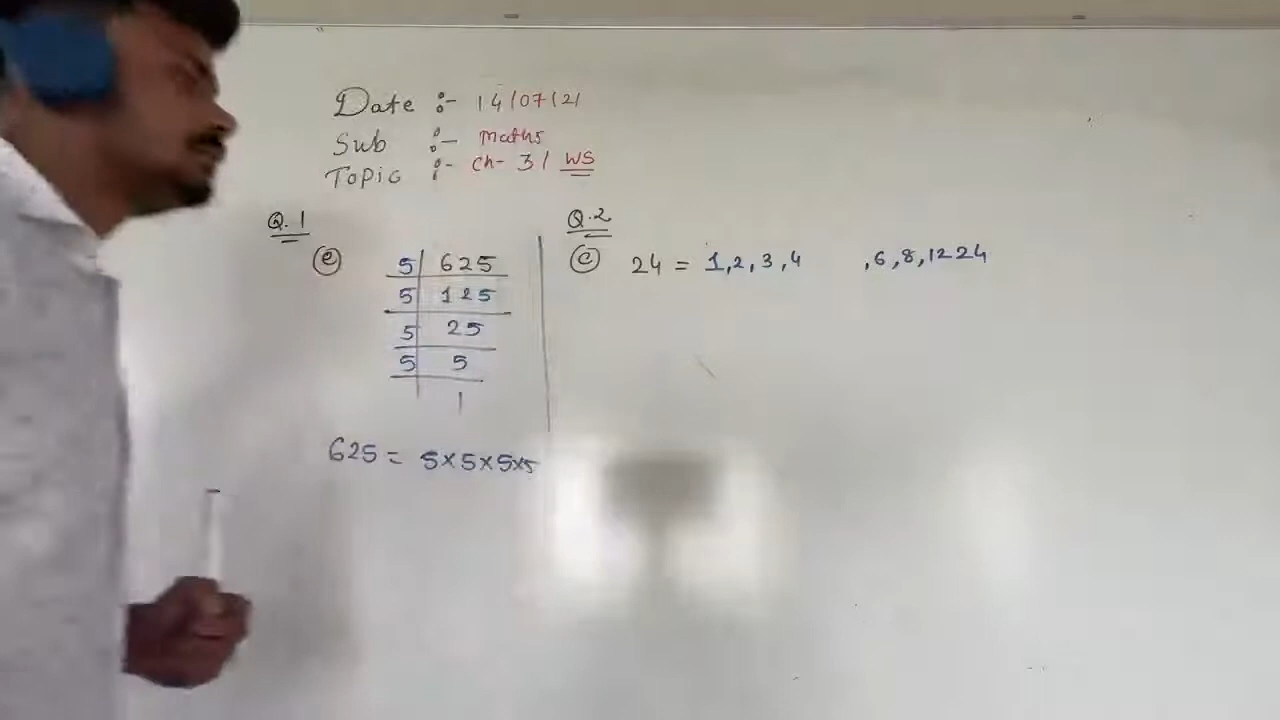 Date :- 14/07/21
Sub :- Maths
Topic :- Ch- 3/ WS
Q.1
e
5 625
5 125
5 25
5 5
1
625 = 5×5×5×5
Q.2
c 24 = 1,2,3,4 ,6,8,12 24